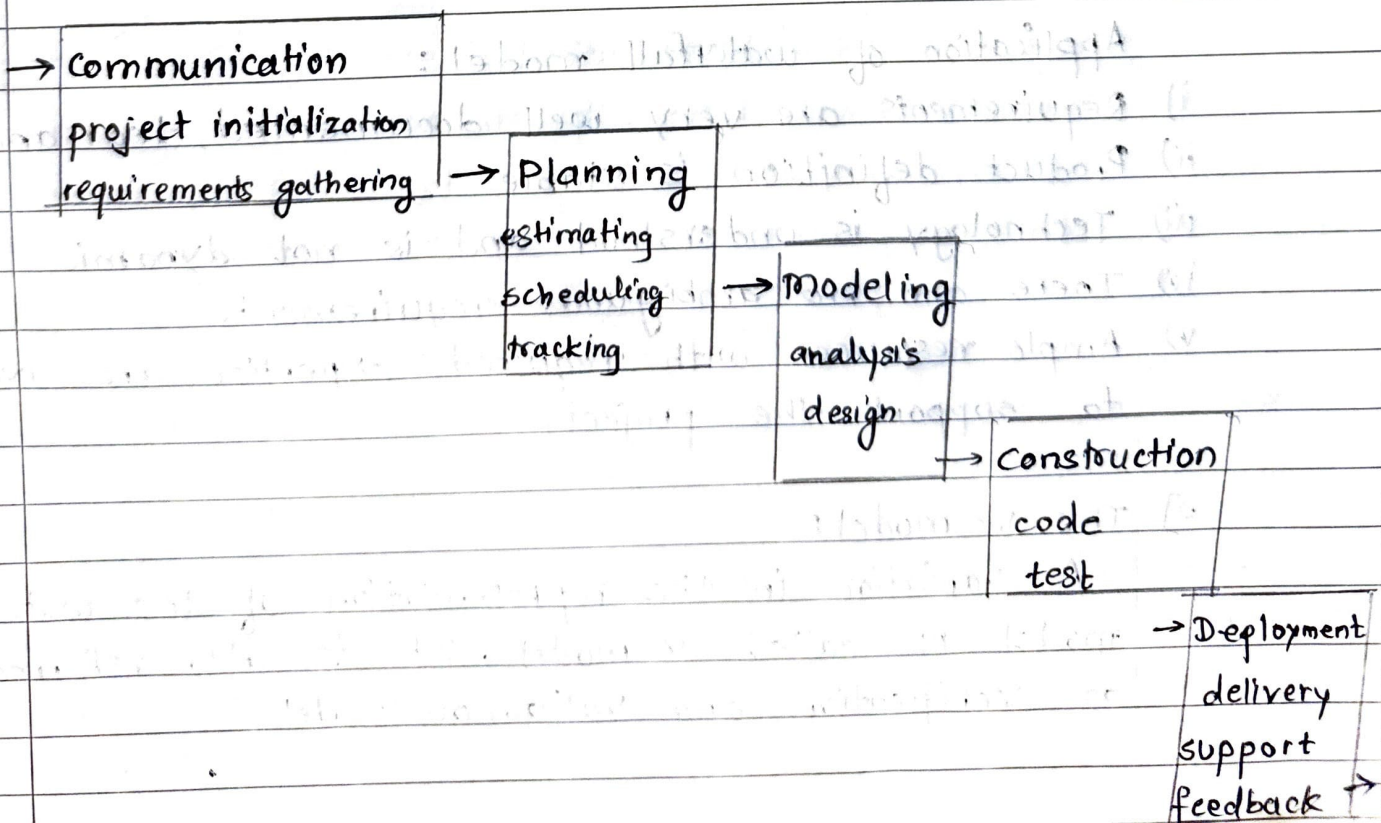 → Communication
project initialization
requirements gathering
→ Planning
estimating
scheduling
tracking
→ Modeling
analysis
design
→ Construction
code
test
→ Deployment
delivery
support
feedback →